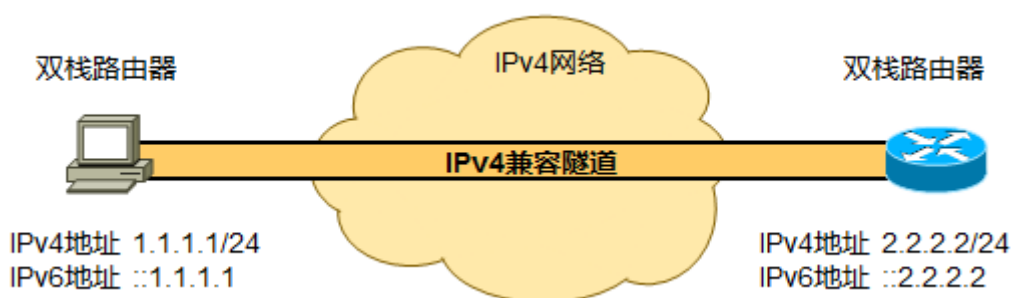 IPv4网络
双栈路由器
双栈路由器
IPv4兼容隧道
IPv4地址 1.1.1.1/24
IPv6地址 ::1.1.1.1
IPv4地址 2.2.2.2/24
IPv6地址 ::2.2.2.2